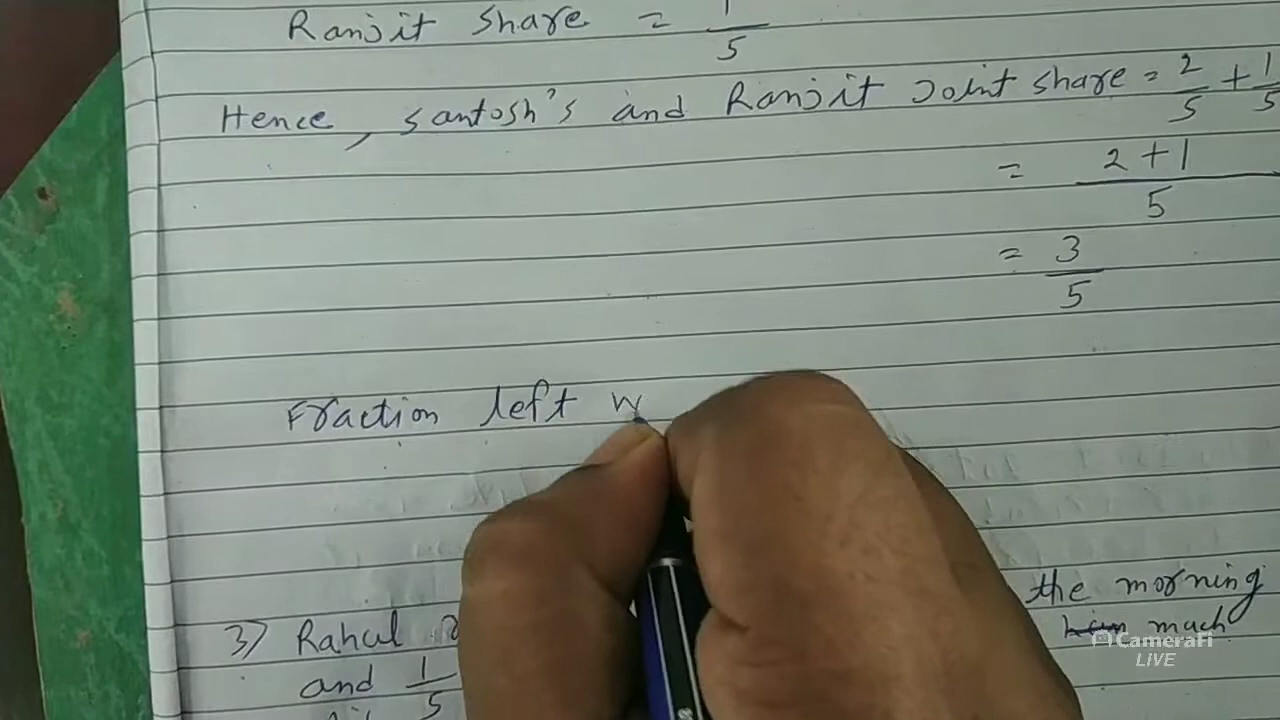 Ranjit share = 1/5
Hence, santosh's and Ranjit Joint share = 2/5 + 1/5
= 2+1/5
= 3/5
Fraction left w
the morning
3) Rahul
much
and 1/5
CameraFi
LIVE